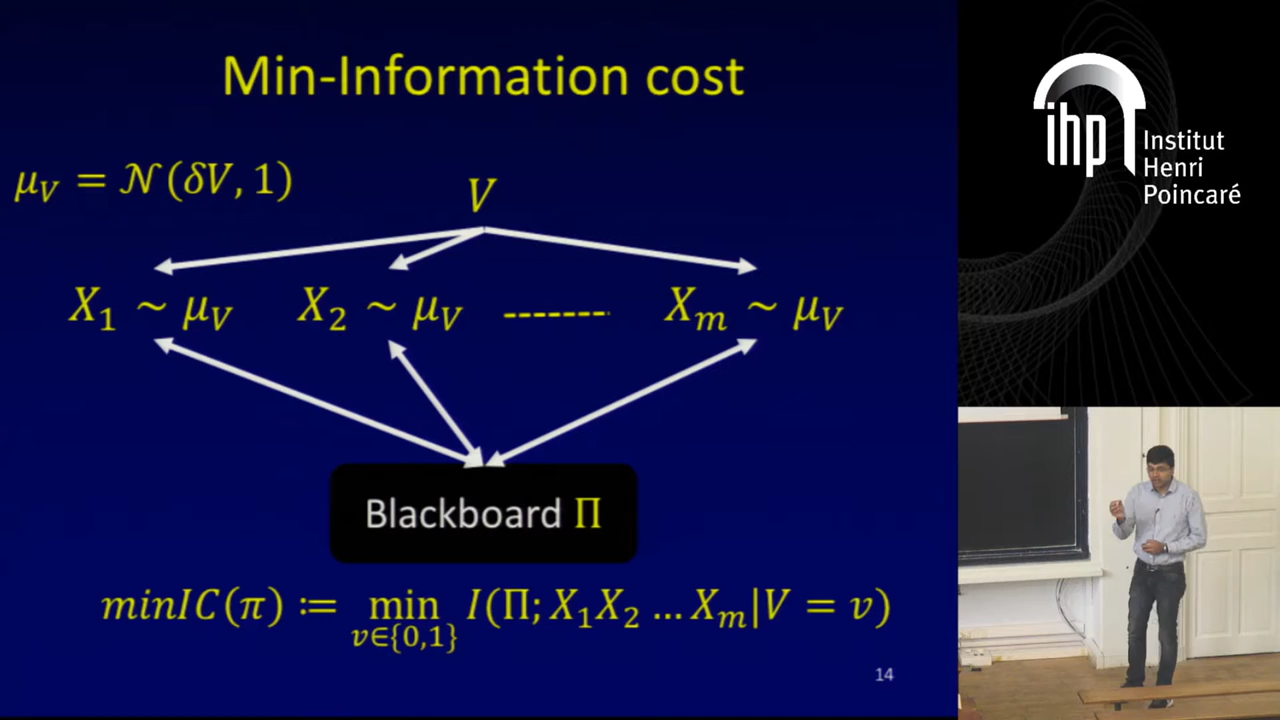 Min-Information cost
μ_V = 𝒩(δV, 1)
V
X₁ ~ μ_V X₂ ~ μ_V ------- X_m ~ μ_V
Blackboard Π
minIC(π) ≔ min_{v∈{0,1}} I(Π; X₁X₂ … X_m|V = v)
14
ihp
Institut
Henri
Poincaré